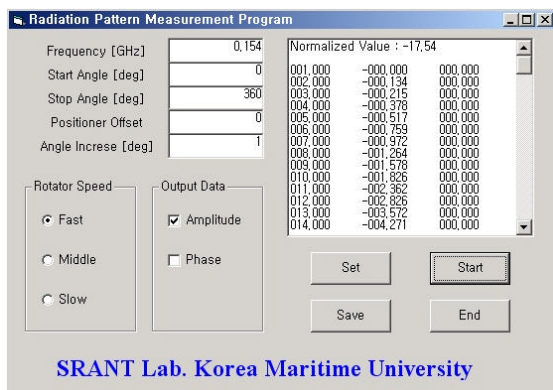 Radiation Pattern Measurement Program
Frequency [GHz] 0,154
Start Angle [deg] 0
Stop Angle [deg] 360
Positioner Offset 0
Angle Increse [deg] 1
Normalized Value : -17,54
001,000 -000,000 000,000
002,000 -000,134 000,000
003,000 -000,215 000,000
004,000 -000,378 000,000
005,000 -000,517 000,000
006,000 -000,759 000,000
007,000 -000,972 000,000
008,000 -001,264 000,000
009,000 -001,578 000,000
010,000 -001,826 000,000
011,000 -002,362 000,000
012,000 -002,826 000,000
013,000 -003,572 000,000
014,000 -004,271 000,000
Rotator Speed
Fast
Middle
Slow
Output Data
Amplitude
Phase
Set
Start
Save
End
SRANT Lab. Korea Maritime University